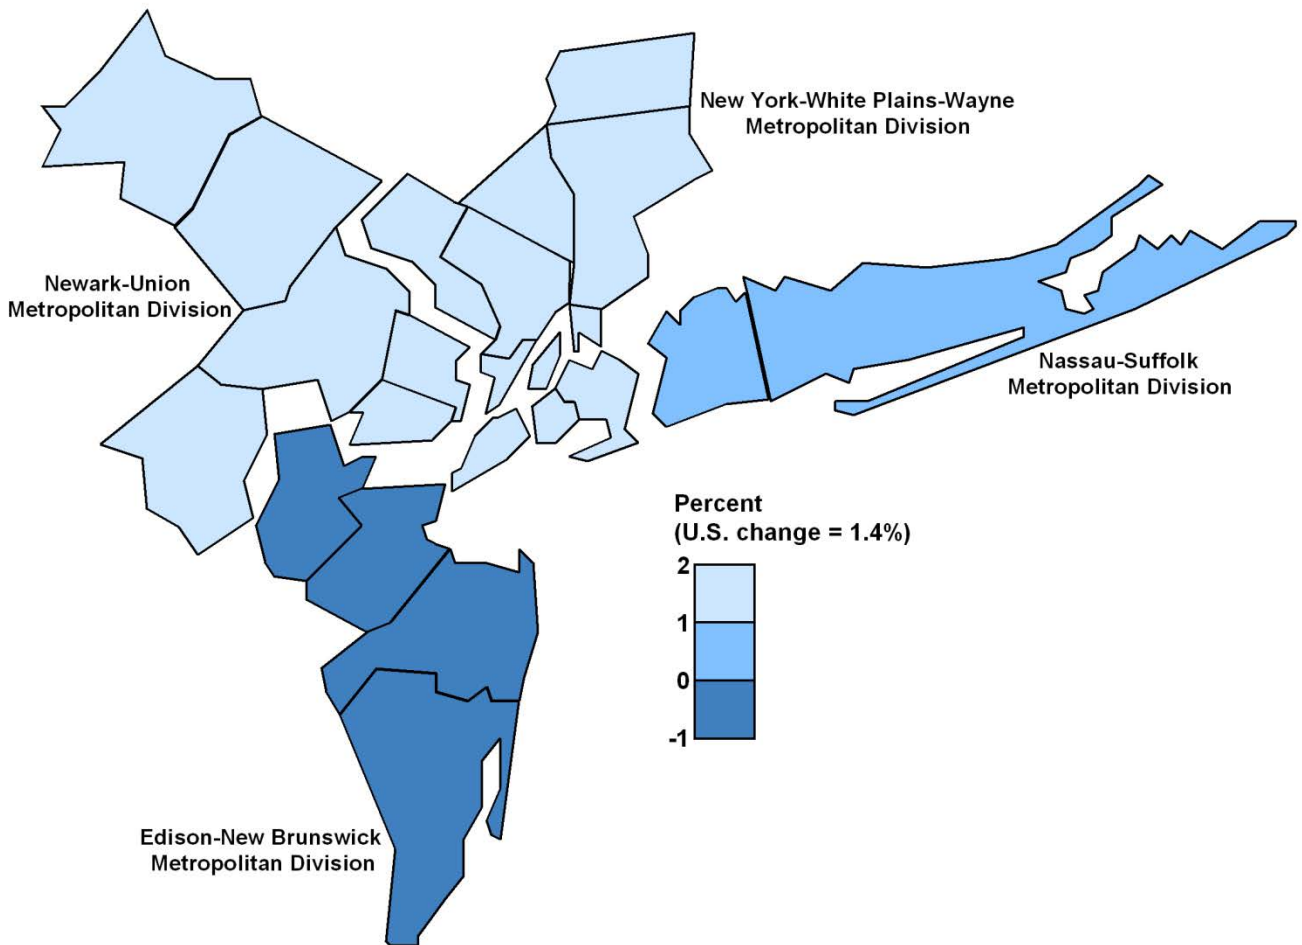 New York-White Plains-Wayne
Metropolitan Division
Newark-Union
Metropolitan Division
Nassau-Suffolk
Metropolitan Division
Percent
(U.S. change = 1.4%)
2
1
0
-1
Edison-New Brunswick
Metropolitan Division